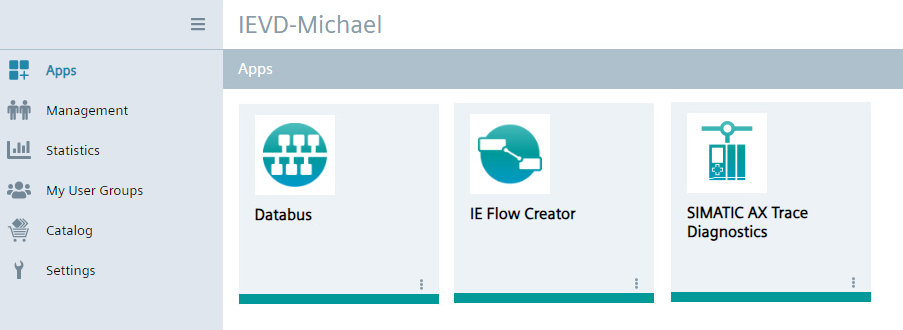 IEVD-Michael
Apps
Apps
Management
Statistics
My User Groups
Catalog
Settings
Databus
IE Flow Creator
SIMATIC AX Trace
Diagnostics